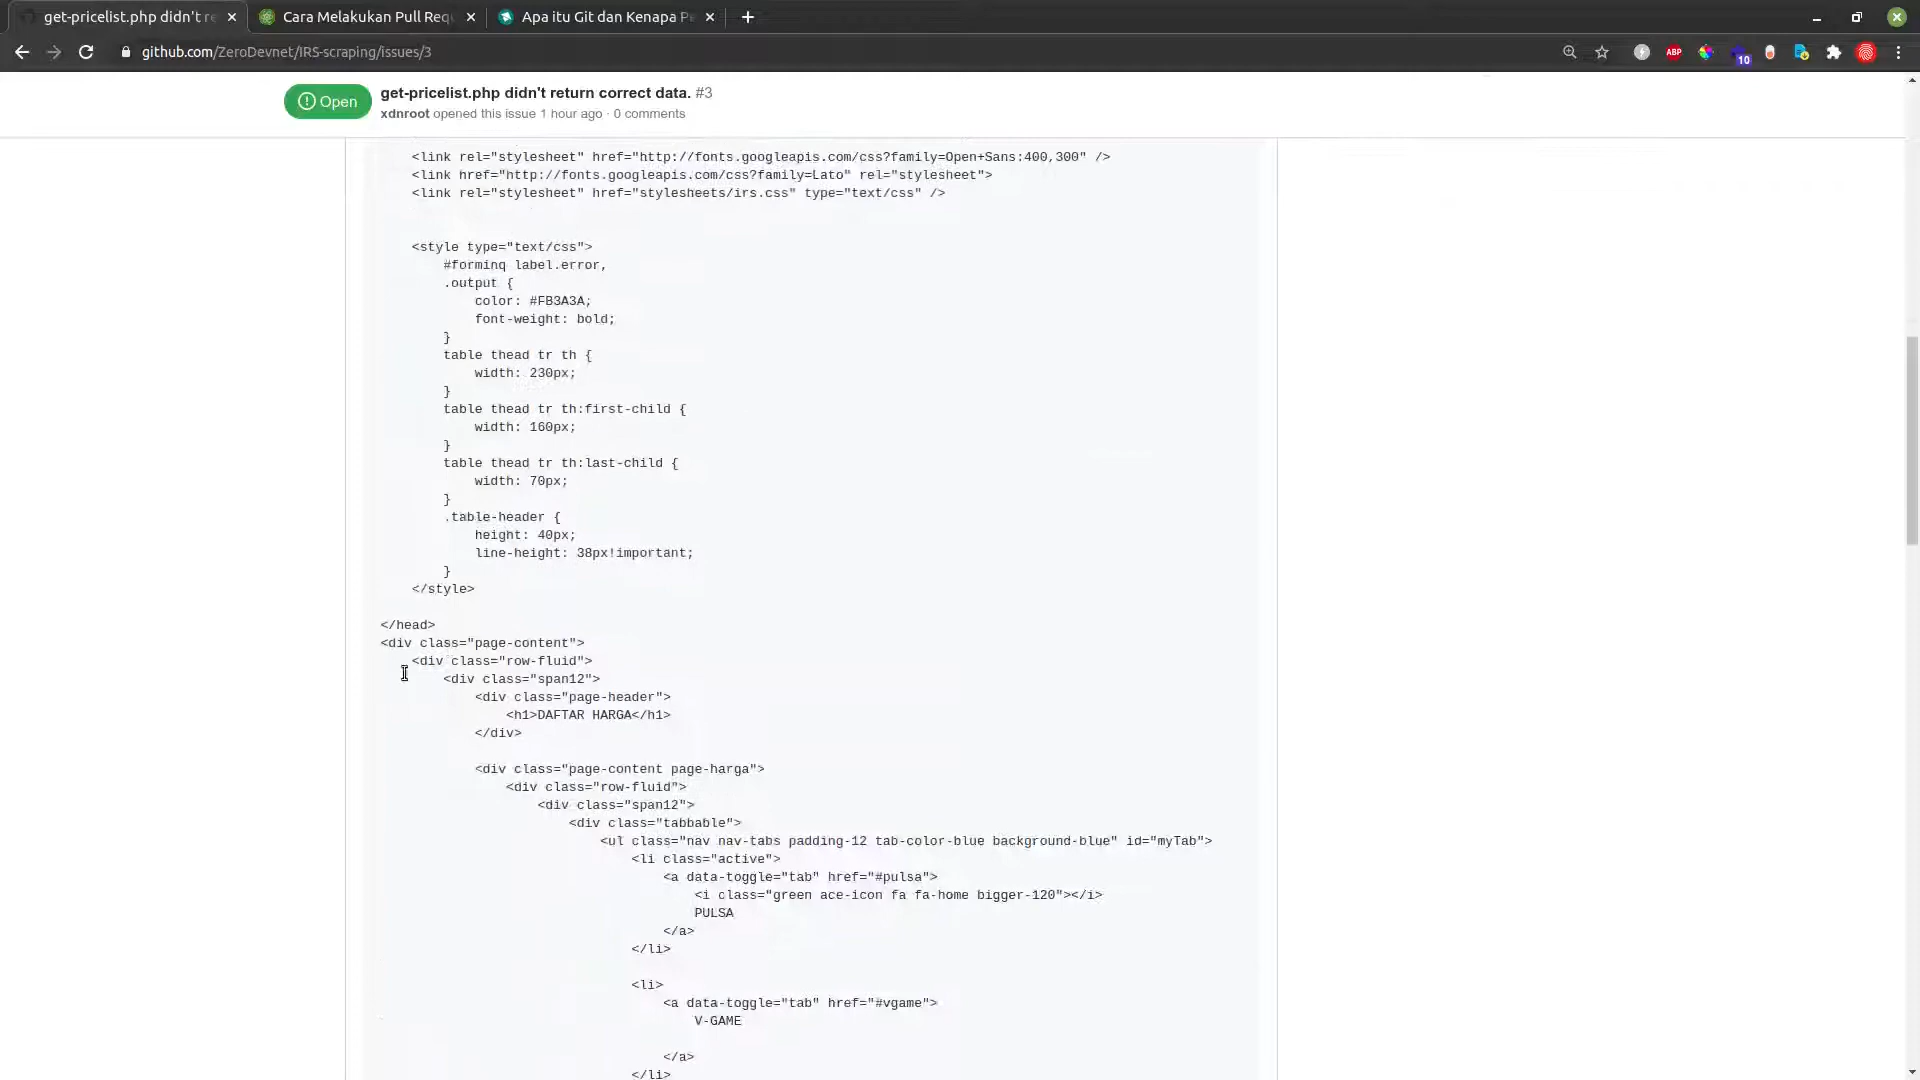 get-pricelist.php didn't re
Cara Melakukan Pull Req
Apa itu Git dan Kenapa P
github.com/ZeroDevnet/IRS-scraping/issues/3
ABP
10
Open
get-pricelist.php didn't return correct data. #3
xdnroot opened this issue 1 hour ago · 0 comments
<link rel="stylesheet" href="http://fonts.googleapis.com/css?family=Open+Sans:400,300" />
<link href="http://fonts.googleapis.com/css?family=Lato" rel="stylesheet">
<link rel="stylesheet" href="stylesheets/irs.css" type="text/css" />
<style type="text/css">
#forminq label.error,
.output {
color: #FB3A3A;
font-weight: bold;
}
table thead tr th {
width: 230px;
}
table thead tr th:first-child {
width: 160px;
}
table thead tr th:last-child {
width: 70px;
}
.table-header {
height: 40px;
line-height: 38px!important;
}
</style>
</head>
<div class="page-content">
<div class="row-fluid">
<div class="span12">
<div class="page-header">
<h1>DAFTAR HARGA</h1>
</div>
<div class="page-content page-harga">
<div class="row-fluid">
<div class="span12">
<div class="tabbable">
<ul class="nav nav-tabs padding-12 tab-color-blue background-blue" id="myTab">
<li class="active">
<a data-toggle="tab" href="#pulsa">
<i class="green ace-icon fa fa-home bigger-120"></i>
PULSA
</a>
</li>
<li>
<a data-toggle="tab" href="#vgame">
V-GAME
</a>
</li>